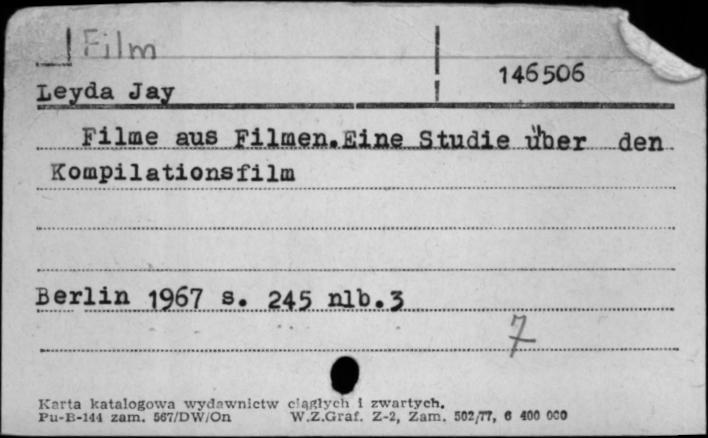 Film
146506
Leyda Jay
Filme aus Filmen.Eine Studie über den
Kompilationsfilm
Berlin 1967 s. 245 nlb.3
7
Karta katalogowa wydawnictw ciągłych i zwartych.
Pu-B-144 zam. 567/DW/On W.Z.Graf. Z-2, Zam. 502/77, 6 400 000